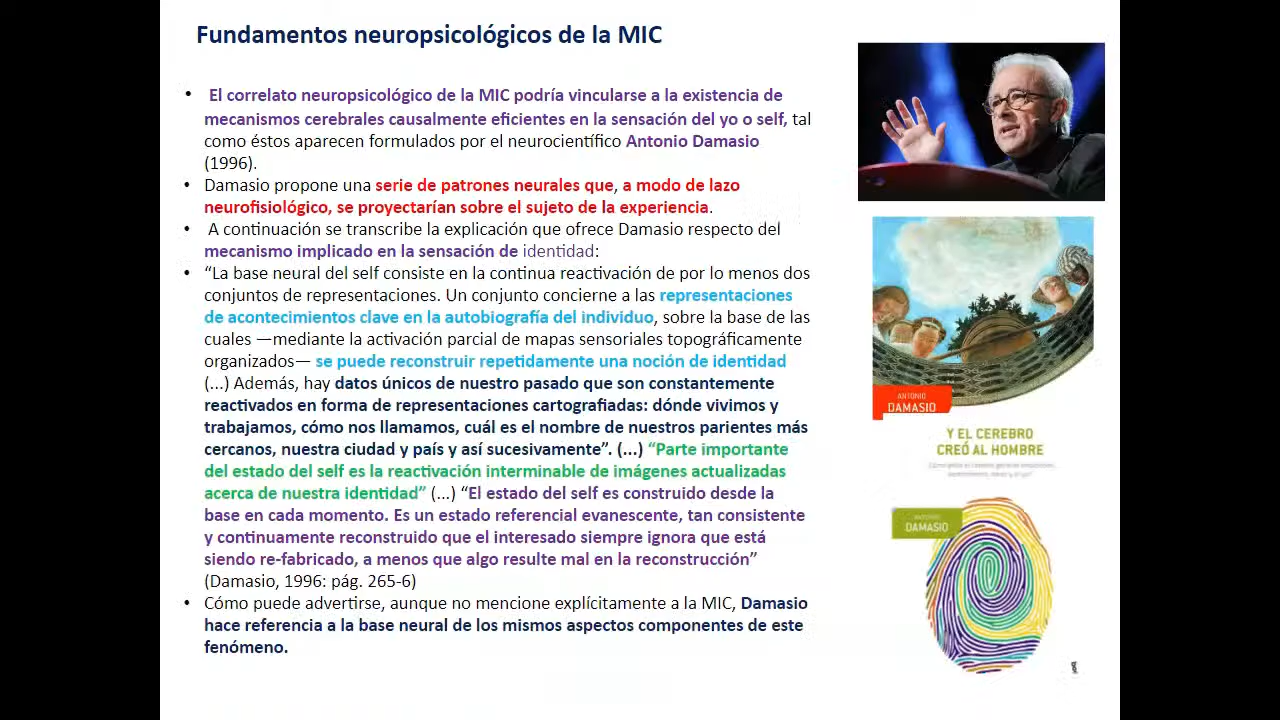 Fundamentos neuropsicológicos de la MIC
• El correlato neuropsicológico de la MIC podría vincularse a la existencia de
mecanismos cerebrales causalmente eficientes en la sensación del yo o self, tal
como éstos aparecen formulados por el neurocientífico Antonio Damasio
(1996).
• Damasio propone una serie de patrones neurales que, a modo de lazo
neurofisiológico, se proyectarían sobre el sujeto de la experiencia.
• A continuación se transcribe la explicación que ofrece Damasio respecto del
mecanismo implicado en la sensación de identidad:
• “La base neural del self consiste en la continua reactivación de por lo menos dos
conjuntos de representaciones. Un conjunto concierne a las representaciones
de acontecimientos clave en la autobiografía del individuo, sobre la base de las
cuales —mediante la activación parcial de mapas sensoriales topográficamente
organizados— se puede reconstruir repetidamente una noción de identidad
(...) Además, hay datos únicos de nuestro pasado que son constantemente
reactivados en forma de representaciones cartografiadas: dónde vivimos y
trabajamos, cómo nos llamamos, cuál es el nombre de nuestros parientes más
cercanos, nuestra ciudad y país y así sucesivamente”. (...) “Parte importante
del estado del self es la reactivación interminable de imágenes actualizadas
acerca de nuestra identidad” (...) “El estado del self es construido desde la
base en cada momento. Es un estado referencial evanescente, tan consistente
y continuamente reconstruido que el interesado siempre ignora que está
siendo re-fabricado, a menos que algo resulte mal en la reconstrucción”
(Damasio, 1996: pág. 265-6)
• Cómo puede advertirse, aunque no mencione explícitamente a la MIC, Damasio
hace referencia a la base neural de los mismos aspectos componentes de este
fenómeno.
ANTONIO
DAMASIO
Y EL CEREBRO
CREÓ AL HOMBRE
ANTONIO
DAMASIO